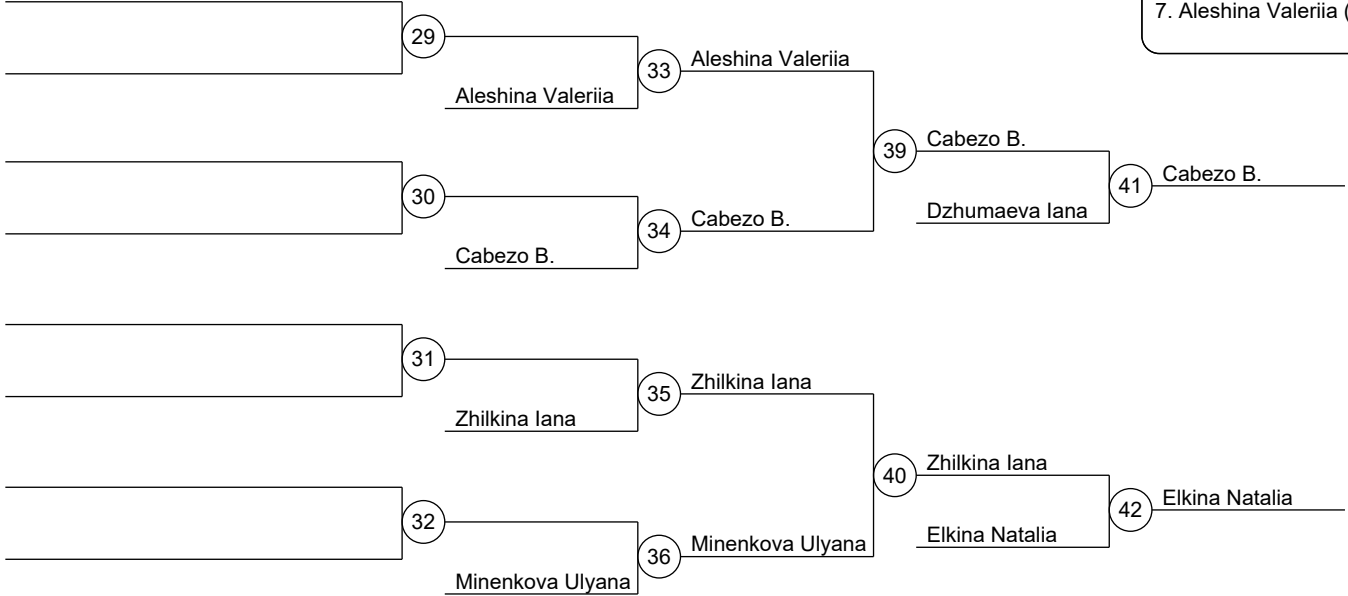 7. Aleshina Valeriia (
29
33
Aleshina Valeriia
Aleshina Valeriia
39
Cabezo B.
41
Cabezo B.
30
34
Cabezo B.
Dzhumaeva Iana
Cabezo B.
31
35
Zhilkina Iana
Zhilkina Iana
40
Zhilkina Iana
42
Elkina Natalia
32
36
Minenkova Ulyana
Elkina Natalia
Minenkova Ulyana